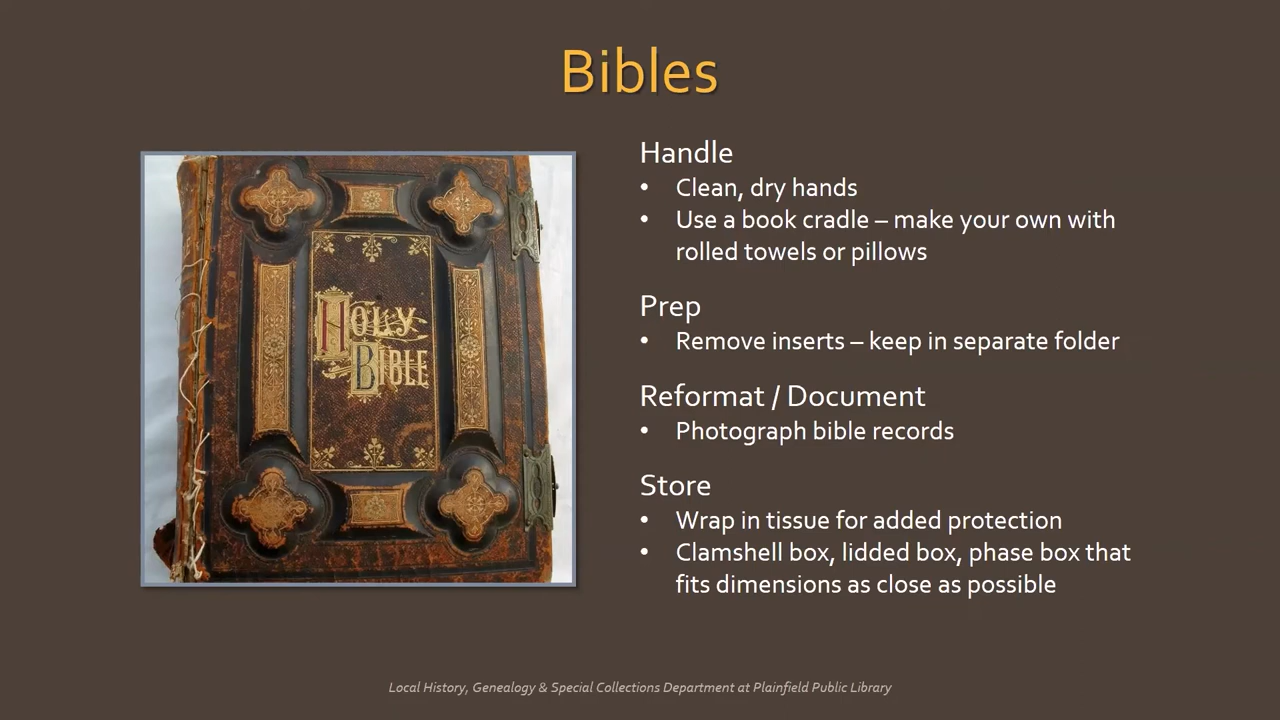 Bibles
HOLY
BIBLE
Handle
• Clean, dry hands
• Use a book cradle – make your own with
rolled towels or pillows
Prep
• Remove inserts – keep in separate folder
Reformat / Document
• Photograph bible records
Store
• Wrap in tissue for added protection
• Clamshell box, lidded box, phase box that
fits dimensions as close as possible
Local History, Genealogy & Special Collections Department at Plainfield Public Library